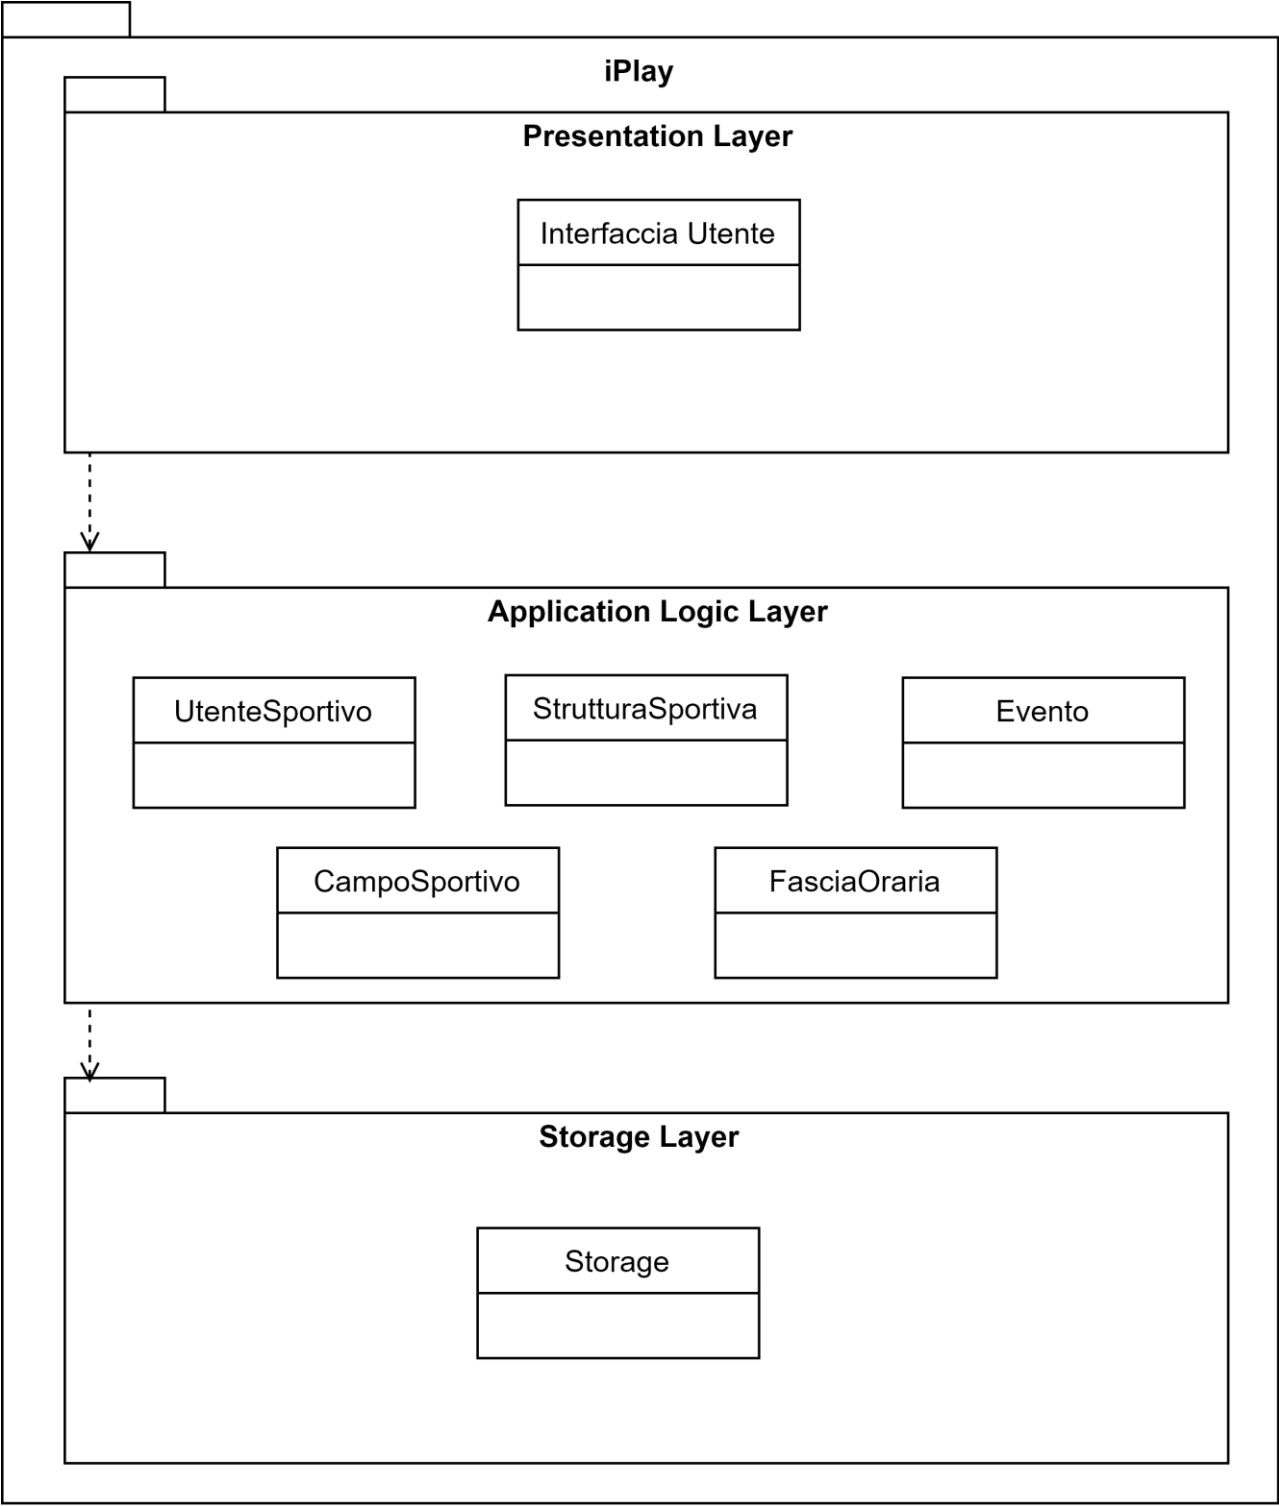 iPlay
Presentation Layer
Interfaccia Utente
Application Logic Layer
UtenteSportivo
StrutturaSportiva
Evento
CampoSportivo
FasciaOraria
Storage Layer
Storage